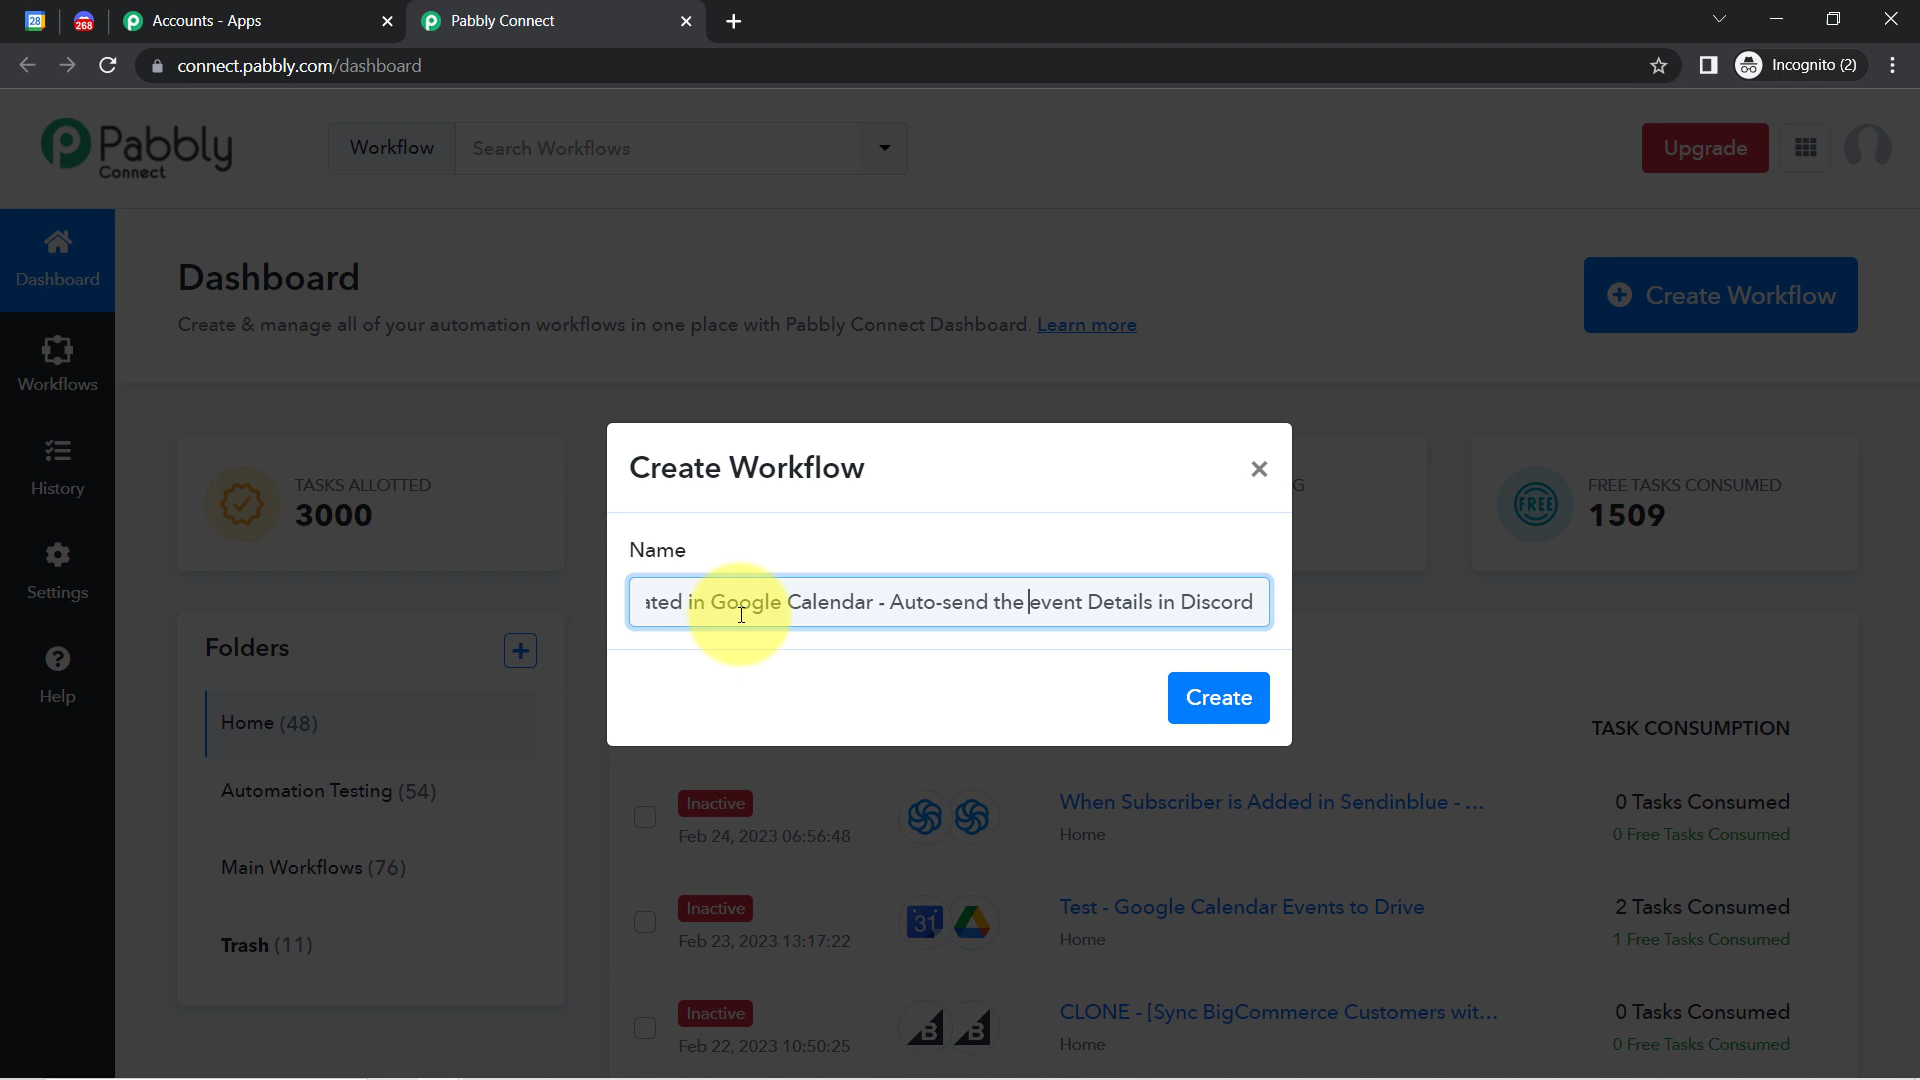 28
268
Accounts - Apps
Pabbly Connect
connect.pabbly.com/dashboard
Incognito (2)
Pabbly
Connect
Workflow
Search Workflows
Upgrade
Dashboard
Workflows
History
Settings
Help
Dashboard
Create & manage all of your automation workflows in one place with Pabbly Connect Dashboard. Learn more
Create Workflow
TASKS ALLOTTED
3000
G
FREE
FREE TASKS CONSUMED
1509
Create Workflow
×
Name
ated in Google Calendar - Auto-send the event Details in Discord
Create
Folders
+
Home (48)
Automation Testing (54)
Main Workflows (76)
Trash (11)
TASK CONSUMPTION
Inactive
Feb 24, 2023 06:56:48
When Subscriber is Added in Sendinblue - ...
Home
0 Tasks Consumed
0 Free Tasks Consumed
Inactive
Feb 23, 2023 13:17:22
31
Test - Google Calendar Events to Drive
Home
2 Tasks Consumed
1 Free Tasks Consumed
Inactive
Feb 22, 2023 10:50:25
B
B
CLONE - [Sync BigCommerce Customers wit...
Home
0 Tasks Consumed
0 Free Tasks Consumed